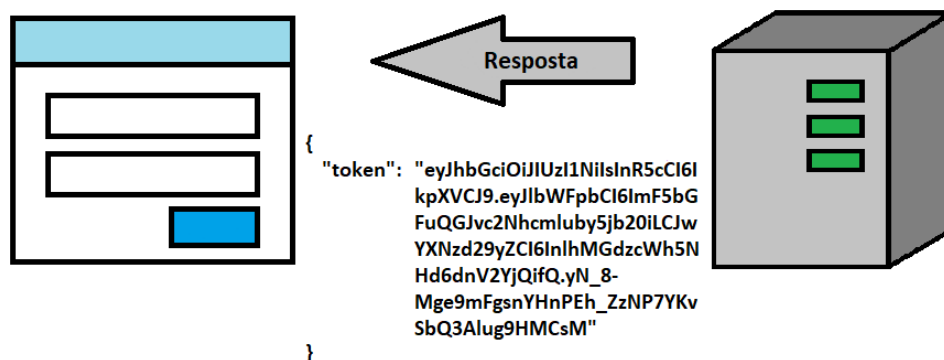 Resposta
{
"token": "eyJhbGciOiJIUzI1NiIsInR5cCI6I
kpXVCJ9.eyJlbWFpbCI6ImF5bG
FuQGJvc2Nhcmluby5jb20iLCJw
YXNzd29yZCI6InlhMGdzcWh5N
Hd6dnV2YjQifQ.yN_8-
Mge9mFgsnYHnPEh_ZzNP7YKv
SbQ3Alug9HMCsM"
}